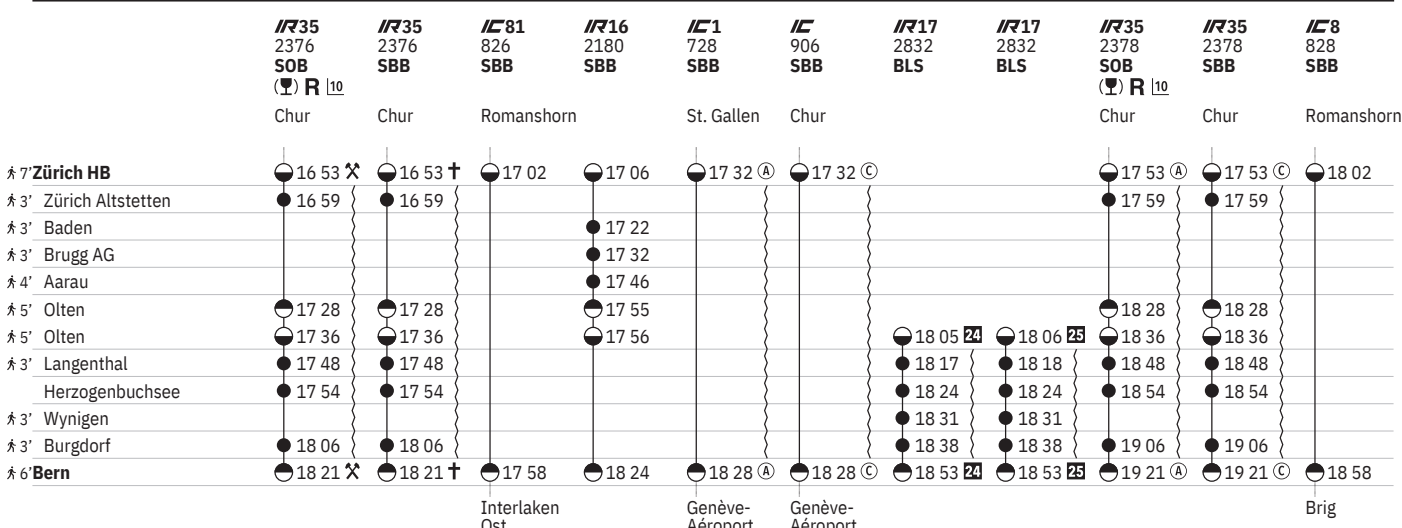 IR35 IR35 IC81 IR16 IC1 IC IR17 IR17 IR35 IR35 IC8
2376 2376 826 2180 728 906 2832 2832 2378 2378 828
SOB SBB SBB SBB SBB SBB BLS BLS SOB SBB SBB
R 10 R 10
Chur Chur Romanshorn St. Gallen Chur Chur Chur Romanshorn
7’ Zürich HB 16 53 16 53 17 02 17 06 17 32 Ⓐ 17 32 Ⓒ 17 53 Ⓐ 17 53 Ⓒ 18 02
3’ Zürich Altstetten 16 59 16 59 17 59 17 59
3’ Baden 17 22
3’ Brugg AG 17 32
4’ Aarau 17 46
5’ Olten 17 28 17 28 17 55 18 28 18 28
5’ Olten 17 36 17 36 17 56 18 05 24 18 06 25 18 36 18 36
3’ Langenthal 17 48 17 48 18 17 18 18 18 48 18 48
Herzogenbuchsee 17 54 17 54 18 24 18 24 18 54 18 54
3’ Wynigen 18 31 18 31
3’ Burgdorf 18 06 18 06 18 38 18 38 19 06 19 06
6’ Bern 18 21 18 21 17 58 18 24 18 28 Ⓐ 18 28 Ⓒ 18 53 24 18 53 25 19 21 Ⓐ 19 21 Ⓒ 18 58
Interlaken Genève- Genève- Brig
Ost Aéroport Aéroport